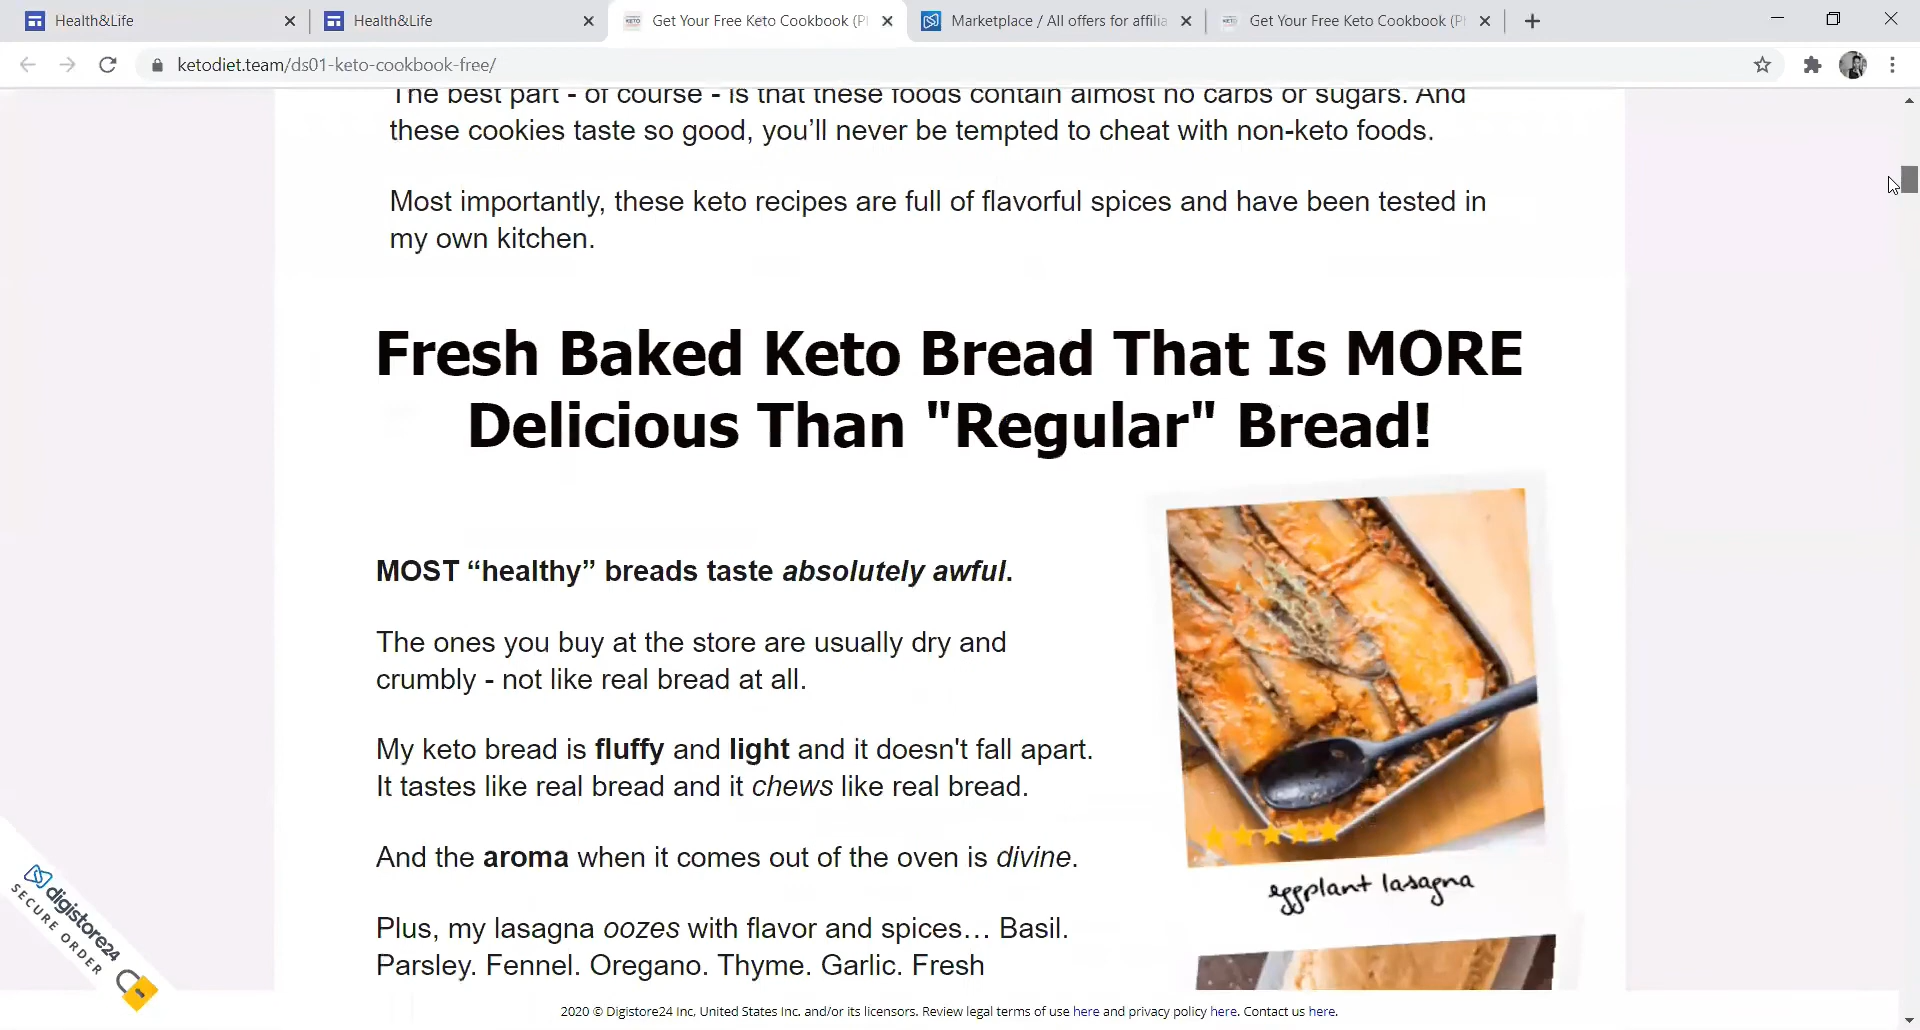 Health&Life
Health&Life
Get Your Free Keto Cookbook (Pl
Marketplace / All offers for affilia
Get Your Free Keto Cookbook (Pl
ketodiet.team/ds01-keto-cookbook-free/
The best part - of course - is that these foods contain almost no carbs or sugars. And
these cookies taste so good, you’ll never be tempted to cheat with non-keto foods.
Most importantly, these keto recipes are full of flavorful spices and have been tested in
my own kitchen.
Fresh Baked Keto Bread That Is MORE
Delicious Than "Regular" Bread!
MOST “healthy” breads taste absolutely awful.
The ones you buy at the store are usually dry and
crumbly - not like real bread at all.
My keto bread is fluffy and light and it doesn't fall apart.
It tastes like real bread and it chews like real bread.
And the aroma when it comes out of the oven is divine.
Plus, my lasagna oozes with flavor and spices… Basil.
Parsley. Fennel. Oregano. Thyme. Garlic. Fresh
eggplant lasagna
digistore24
SECURE ORDER
2020 © Digistore24 Inc, United States Inc. and/or its licensors. Review legal terms of use here and privacy policy here. Contact us here.